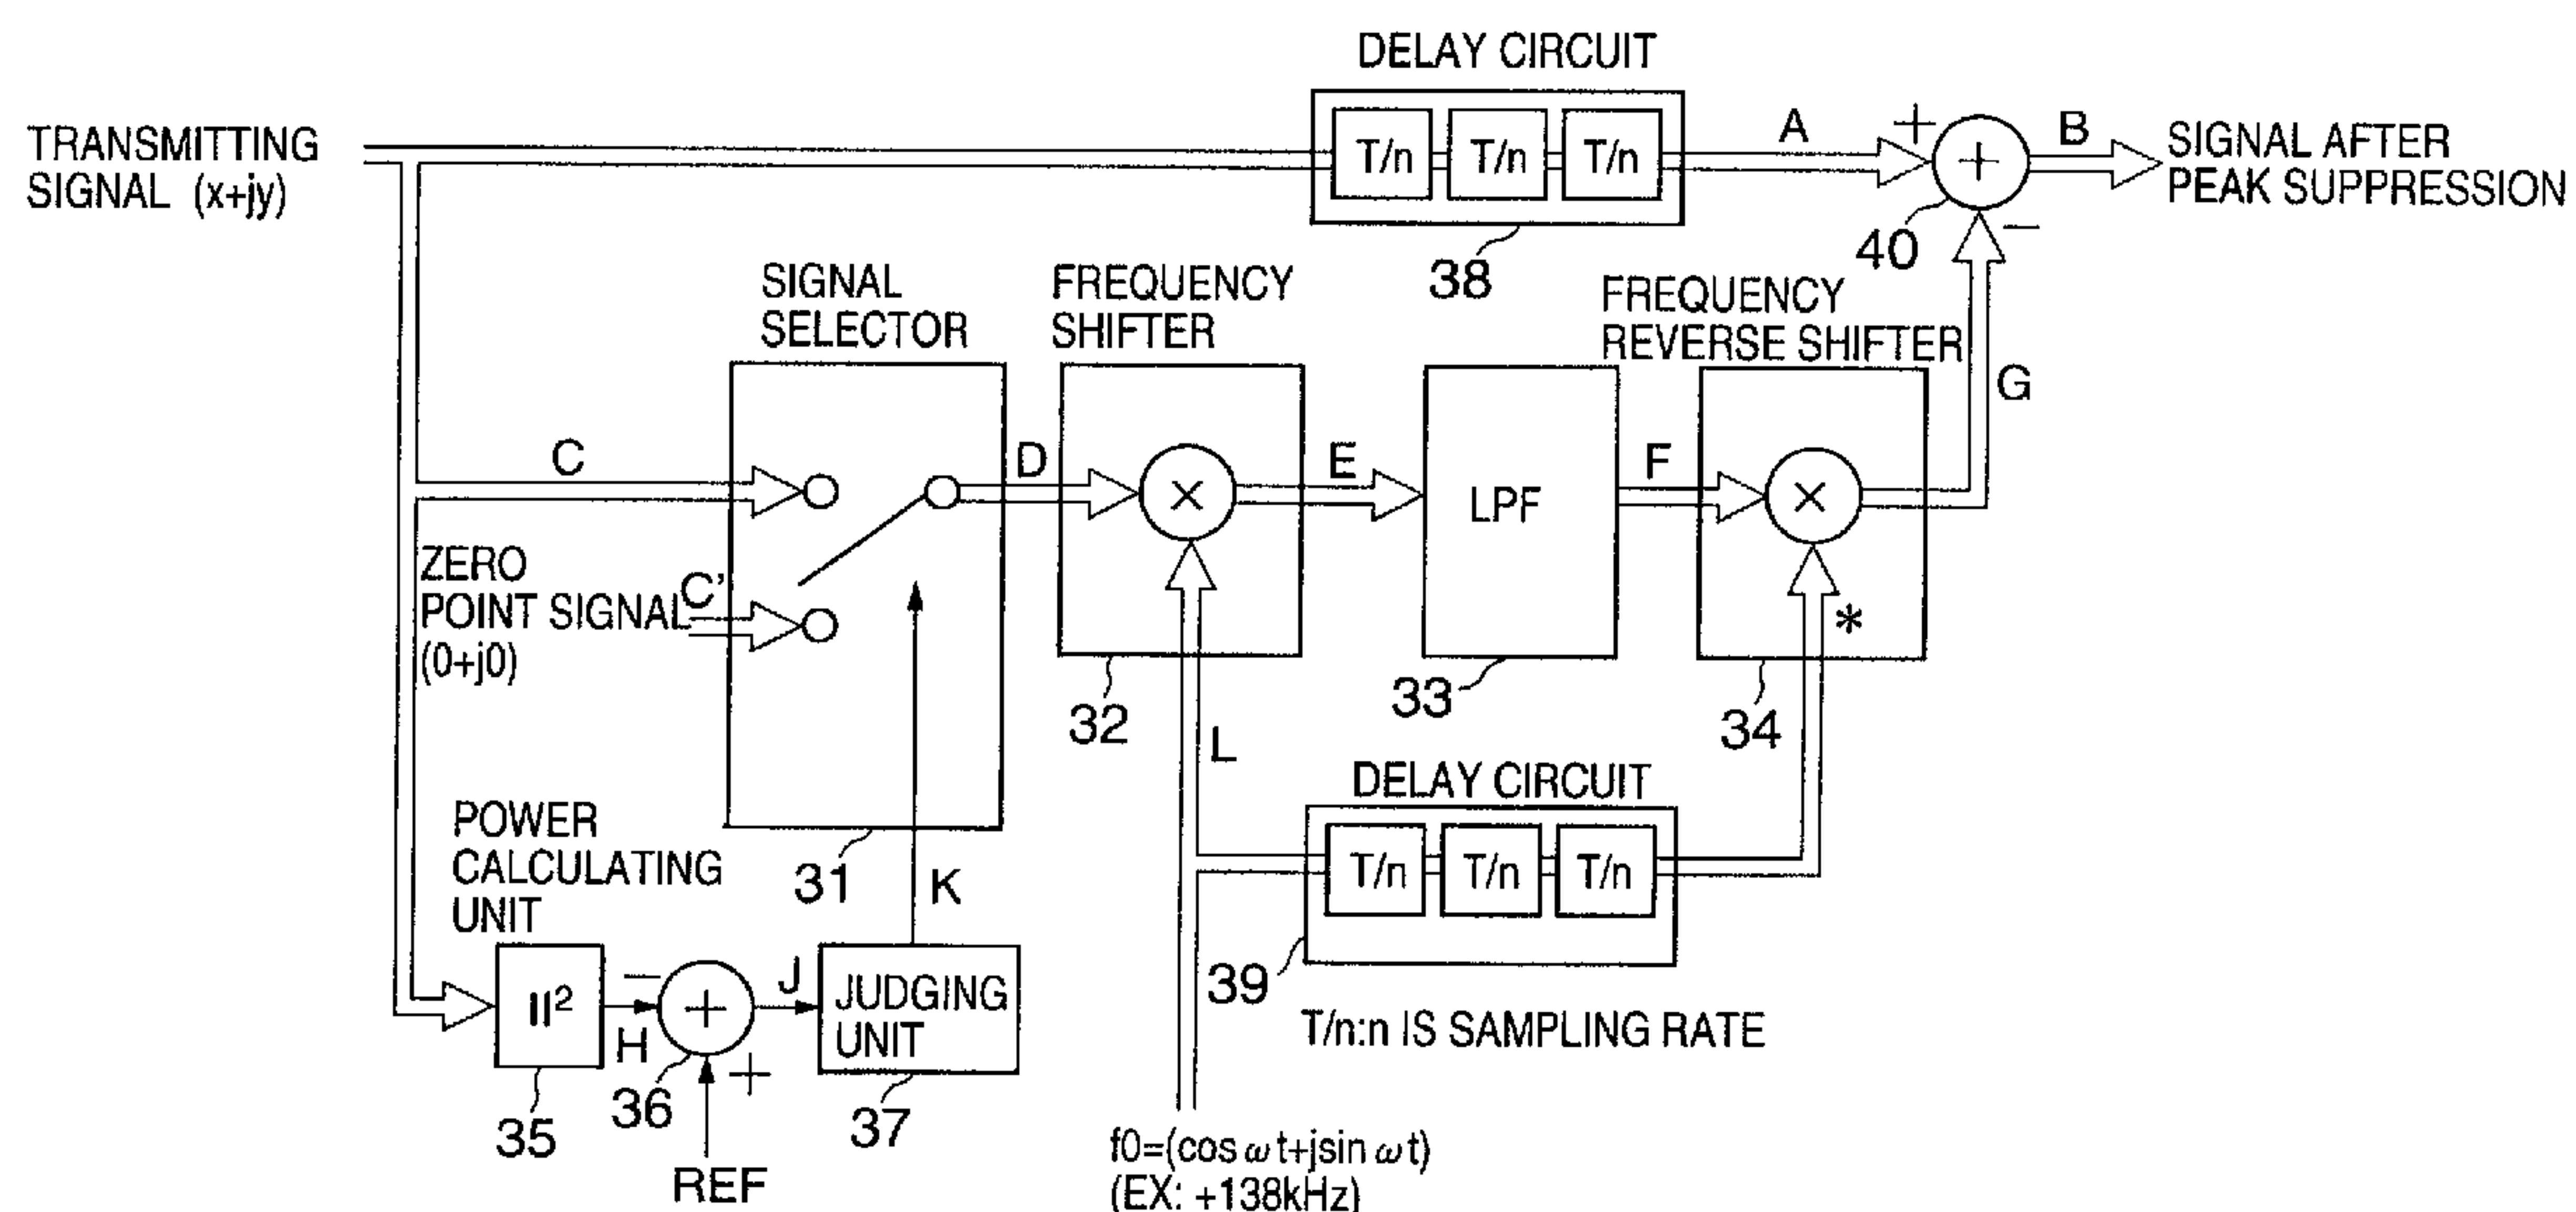 DELAY CIRCUIT
TRANSMITTING
SIGNAL (x+jy)
T/n T/n T/n
A
+
+
B
SIGNAL AFTER
PEAK SUPPRESSION
40
−
38
SIGNAL
SELECTOR
FREQUENCY
SHIFTER
FREQUENCY
REVERSE SHIFTER
G
C
D
×
E
LPF
F
×
ZERO
POINT SIGNAL
(0+j0)
C'
*
32
33
34
L
DELAY CIRCUIT
T/n T/n T/n
39
POWER
CALCULATING
UNIT
31
K
||2
−
H
+
36
+
J
JUDGING
UNIT
T/n:n IS SAMPLING RATE
35
37
REF
f0=(cos ω t+jsin ω t)
(EX: +138kHz)